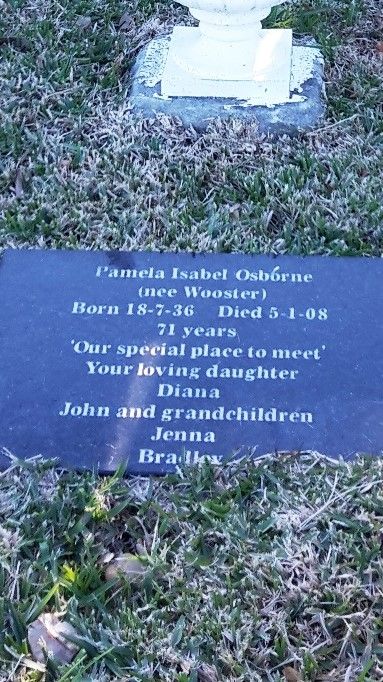 Pamela Isabel Osborne
(nee Wooster)
Born 18-7-36 Died 5-1-08
71 years
'Our special place to meet'
Your loving daughter
Diana
John and grandchildren
Jenna
Bradley